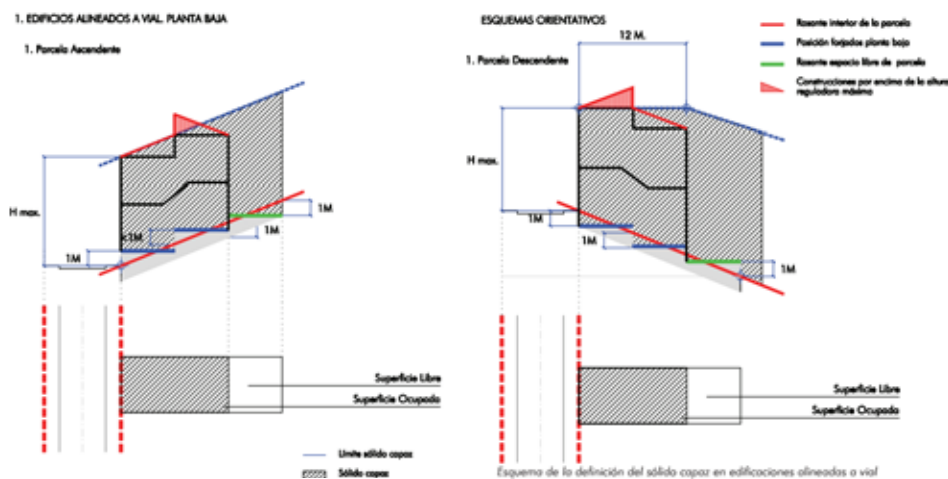 1. EDIFICIOS ALINEADOS A VIAL. PLANTA BAJA
1. Parcela Ascendente
H max.
1M
<1M
1M
1M
Superficie Libre
Superficie Ocupada
Límite sólido capaz
Sólido capaz
ESQUEMAS ORIENTATIVOS
12 M.
1. Parcela Descendente
H max.
1M
1M
1M.
Rasante interior de la parcela
Posición forjados planta baja
Rasante espacio libre de parcela
Construcciones por encima de la altura
reguladora máxima
Superficie Libre
Superficie Ocupada
Esquema de la definición del sólido capaz en edificaciones alineadas a vial